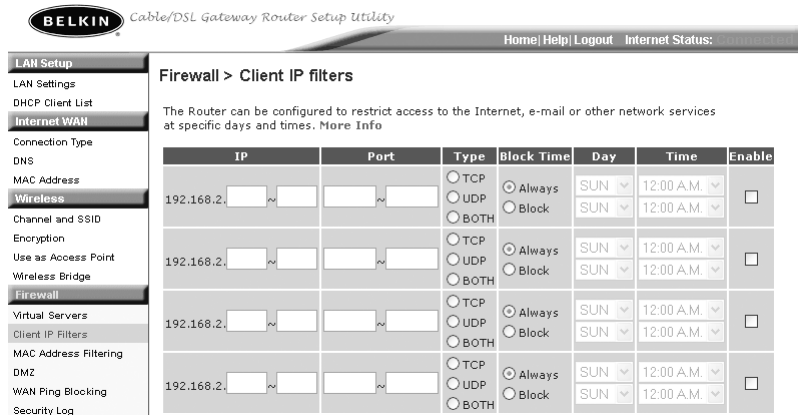 BELKIN
Cable/DSL Gateway Router Setup Utility
Home| Help| Logout Internet Status: Connected
LAN Setup
LAN Settings
DHCP Client List
Internet WAN
Connection Type
DNS
MAC Address
Wireless
Channel and SSID
Encryption
Use as Access Point
Wireless Bridge
Firewall
Virtual Servers
Client IP Filters
MAC Address Filtering
DMZ
WAN Ping Blocking
Security Log
Firewall > Client IP filters
The Router can be configured to restrict access to the Internet, e-mail or other network services
at specific days and times. More Info
IP Port Type Block Time Day Time Enable
192.168.2. ~ ~ TCP UDP BOTH Always Block SUN SUN 12:00 A.M. 12:00 A.M.
192.168.2. ~ ~ TCP UDP BOTH Always Block SUN SUN 12:00 A.M. 12:00 A.M.
192.168.2. ~ ~ TCP UDP BOTH Always Block SUN SUN 12:00 A.M. 12:00 A.M.
192.168.2. ~ ~ TCP UDP BOTH Always Block SUN SUN 12:00 A.M. 12:00 A.M.